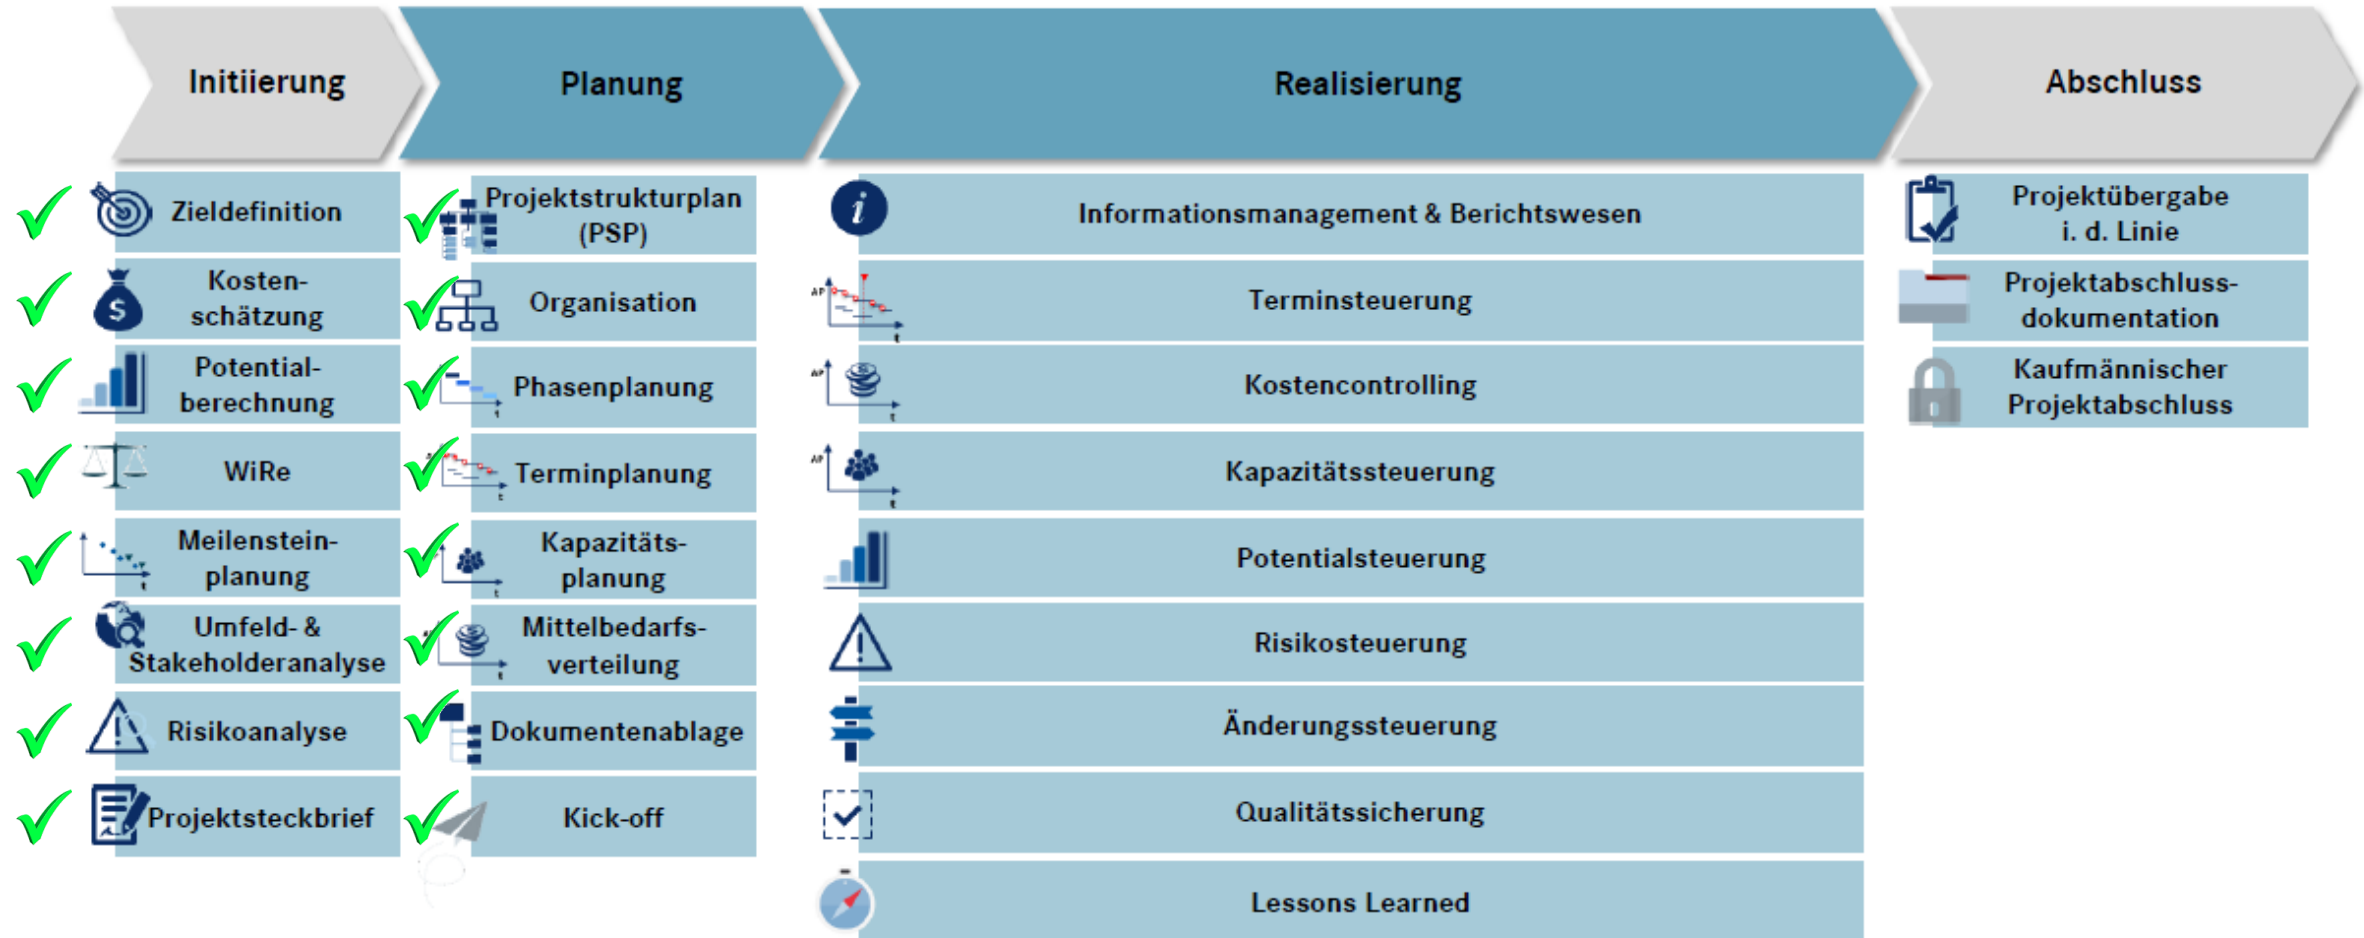 Initiierung
Planung
Realisierung
Abschluss
Zieldefinition
Kosten-
schätzung
Potential-
berechnung
WiRe
Meilenstein-
planung
Umfeld- &
Stakeholderanalyse
Risikoanalyse
Projektsteckbrief
Projektstrukturplan
(PSP)
Organisation
Phasenplanung
Terminplanung
Kapazitäts-
planung
Mittelbedarfs-
verteilung
Dokumentenablage
Kick-off
Informationsmanagement & Berichtswesen
Terminsteuerung
Kostencontrolling
Kapazitätssteuerung
Potentialsteuerung
Risikosteuerung
Änderungssteuerung
Qualitätssicherung
Lessons Learned
Projektübergabe
i. d. Linie
Projektabschluss-
dokumentation
Kaufmännischer
Projektabschluss